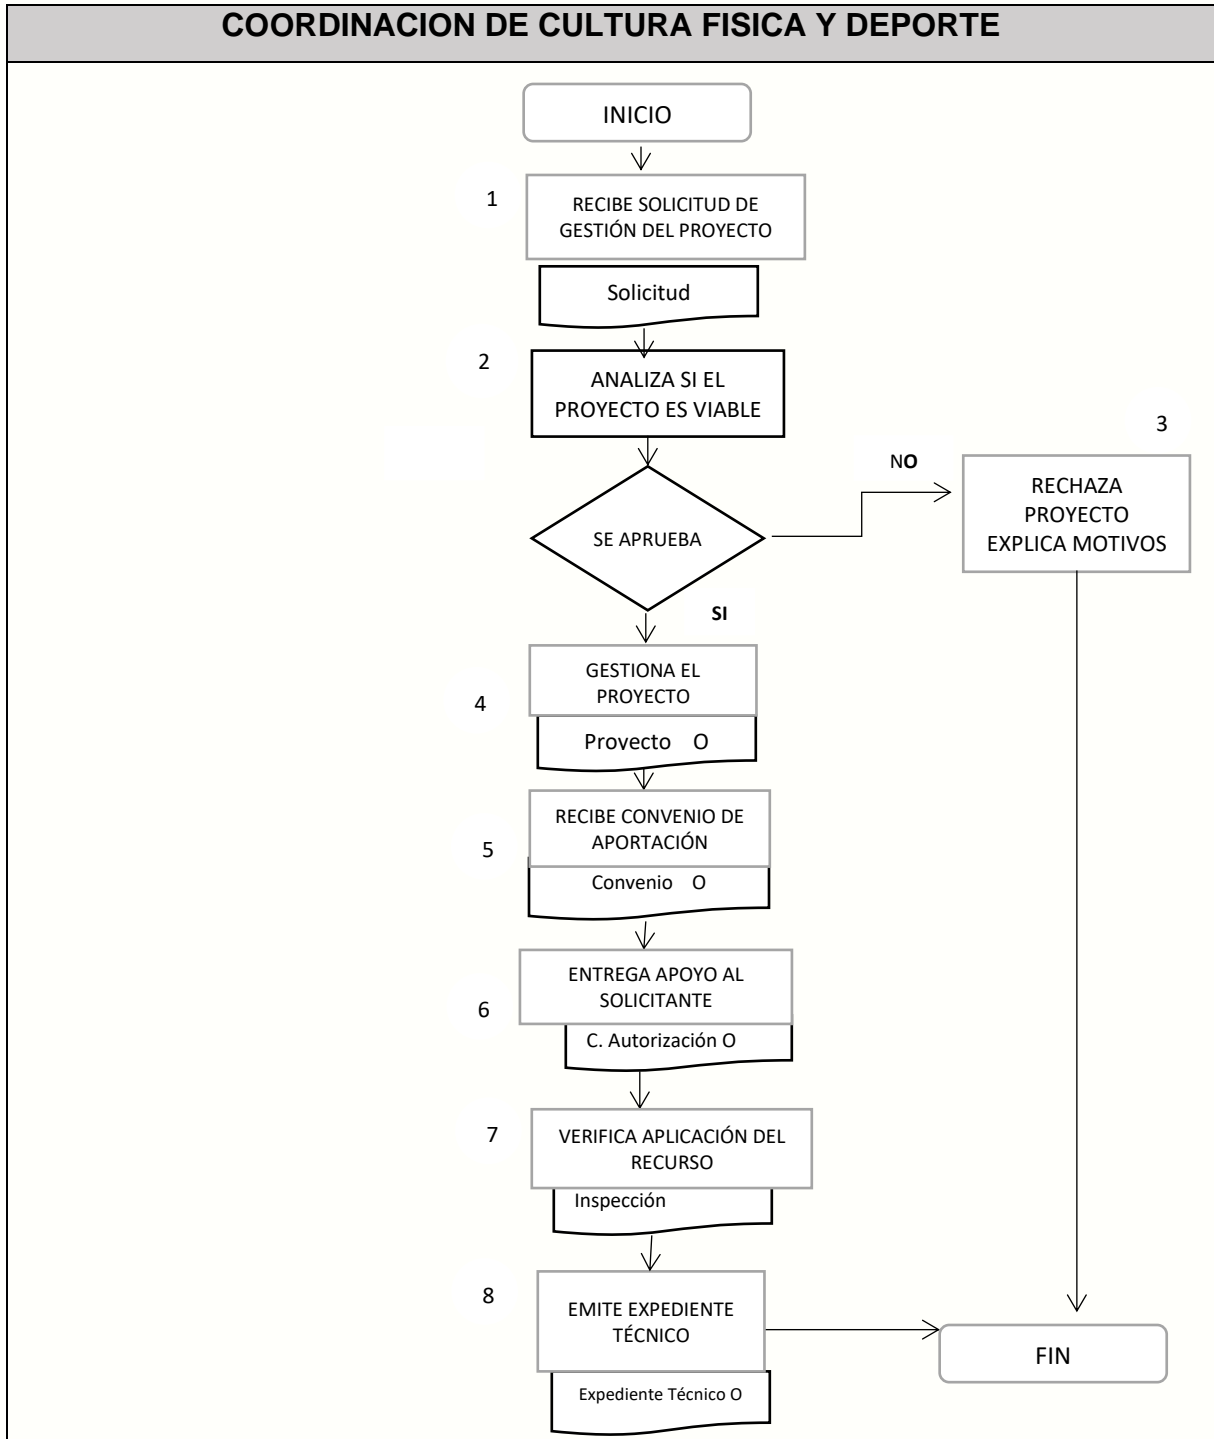 COORDINACION DE CULTURA FISICA Y DEPORTE
INICIO
1
RECIBE SOLICITUD DE
GESTIÓN DEL PROYECTO
Solicitud
2
ANALIZA SI EL
PROYECTO ES VIABLE
SE APRUEBA
NO
3
RECHAZA
PROYECTO
EXPLICA MOTIVOS
SI
4
GESTIONA EL
PROYECTO
Proyecto O
5
RECIBE CONVENIO DE
APORTACIÓN
Convenio O
6
ENTREGA APOYO AL
SOLICITANTE
C. Autorización O
7
VERIFICA APLICACIÓN DEL
RECURSO
Inspección
8
EMITE EXPEDIENTE
TÉCNICO
Expediente Técnico O
FIN